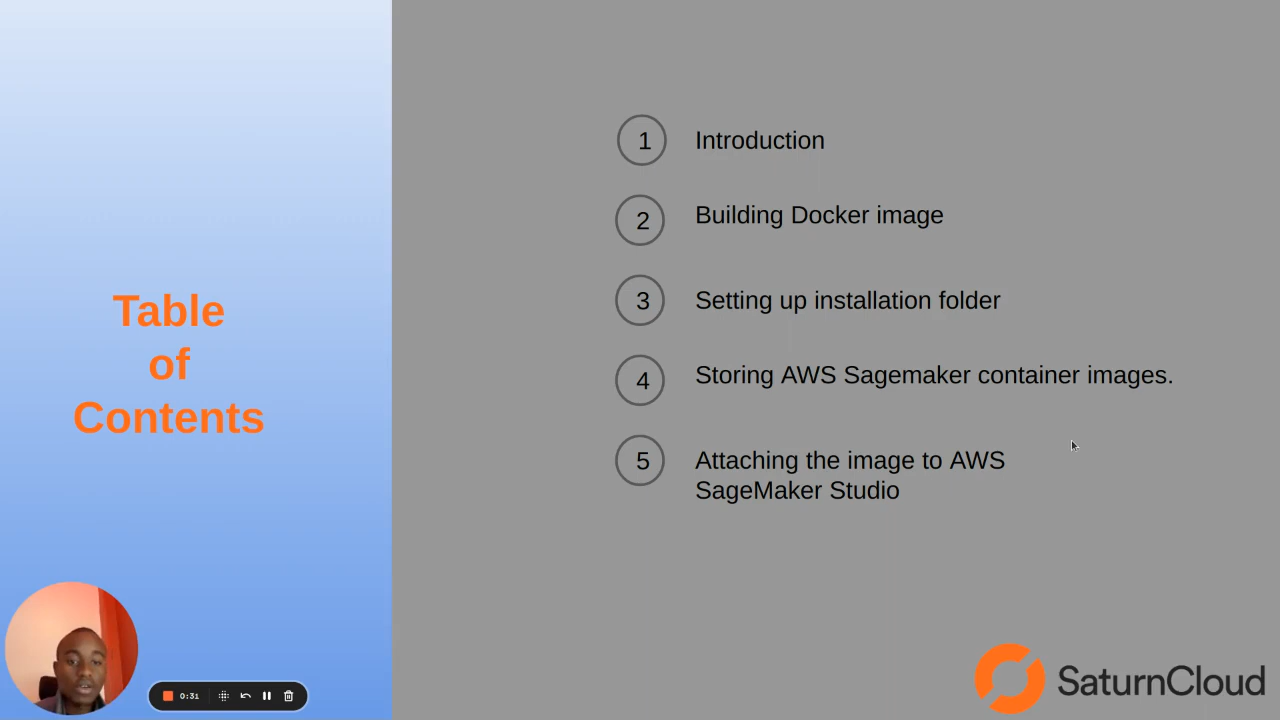 Table
of
Contents
1 Introduction
2 Building Docker image
3 Setting up installation folder
4 Storing AWS Sagemaker container images.
5 Attaching the image to AWS
SageMaker Studio
0:31
SaturnCloud